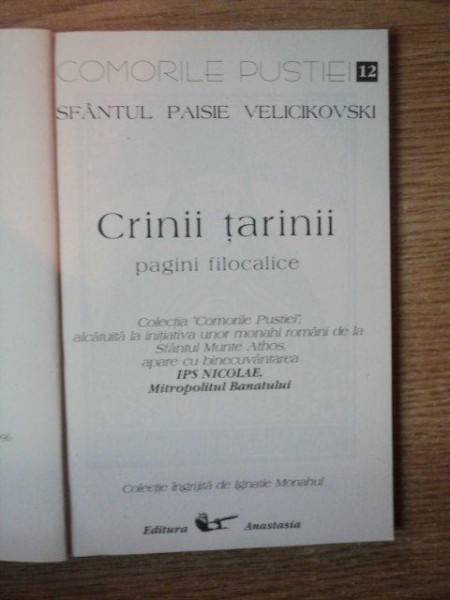 COMORILE PUSTIEI 12
SFÂNTUL PAISIE VELICIKOVSKI
Crinii țarinii
pagini filocalice
Colecția "Comorile Pustiei",
alcătuită la inițiativa unor monahi români de la
Sfântul Munte Athos,
apare cu binecuvântarea
IPS NICOLAE,
Mitropolitul Banatului
Colecție îngrijită de Ignatie Monahul
Editura Anastasia
96